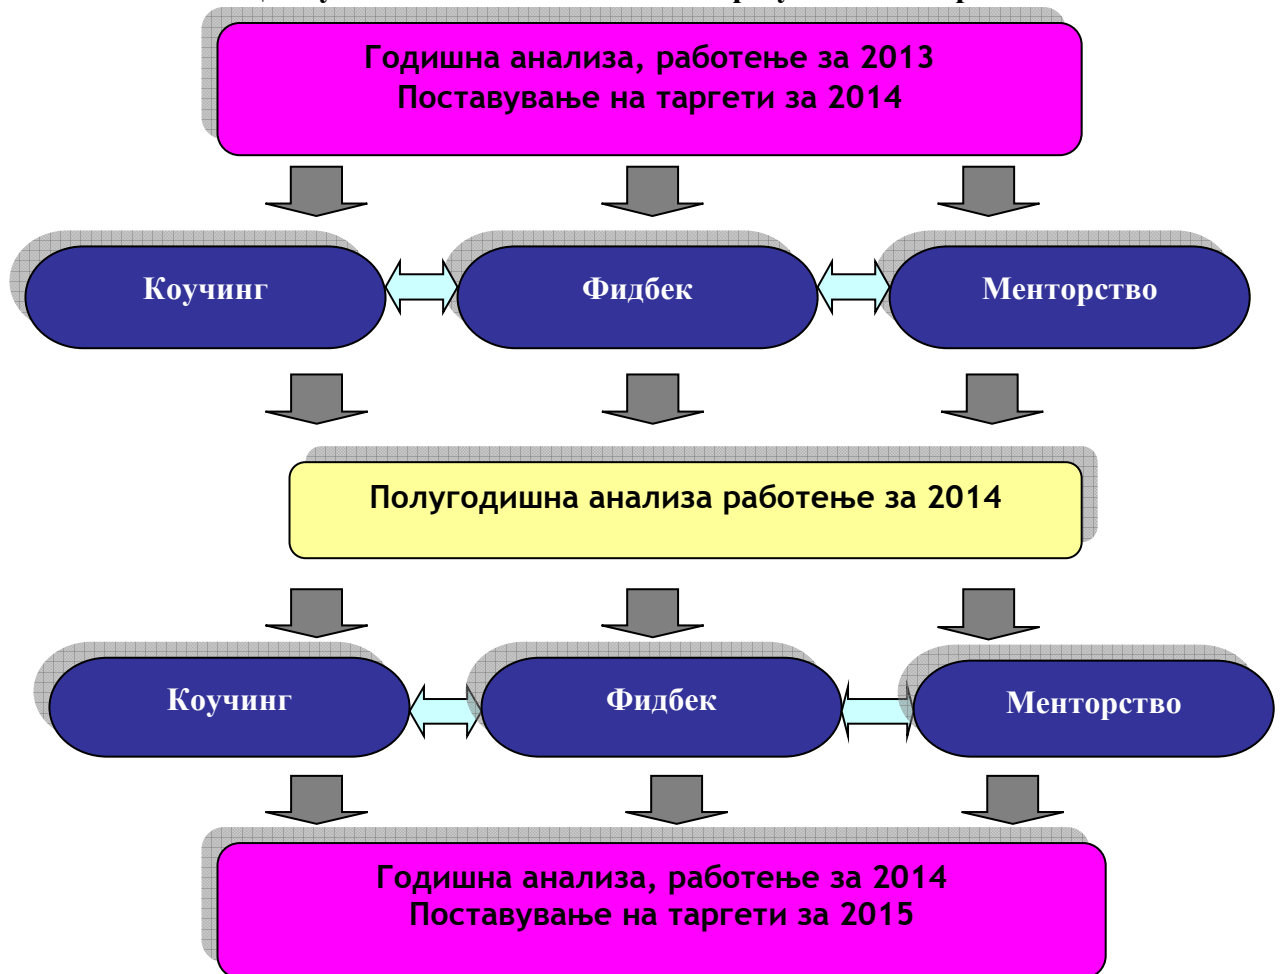 Годишна анализа, работење за 2013
Поставување на таргети за 2014
Коучинг
Фидбек
Менторство
Полугодишна анализа работење за 2014
Коучинг
Фидбек
Менторство
Годишна анализа, работење за 2014
Поставување на таргети за 2015